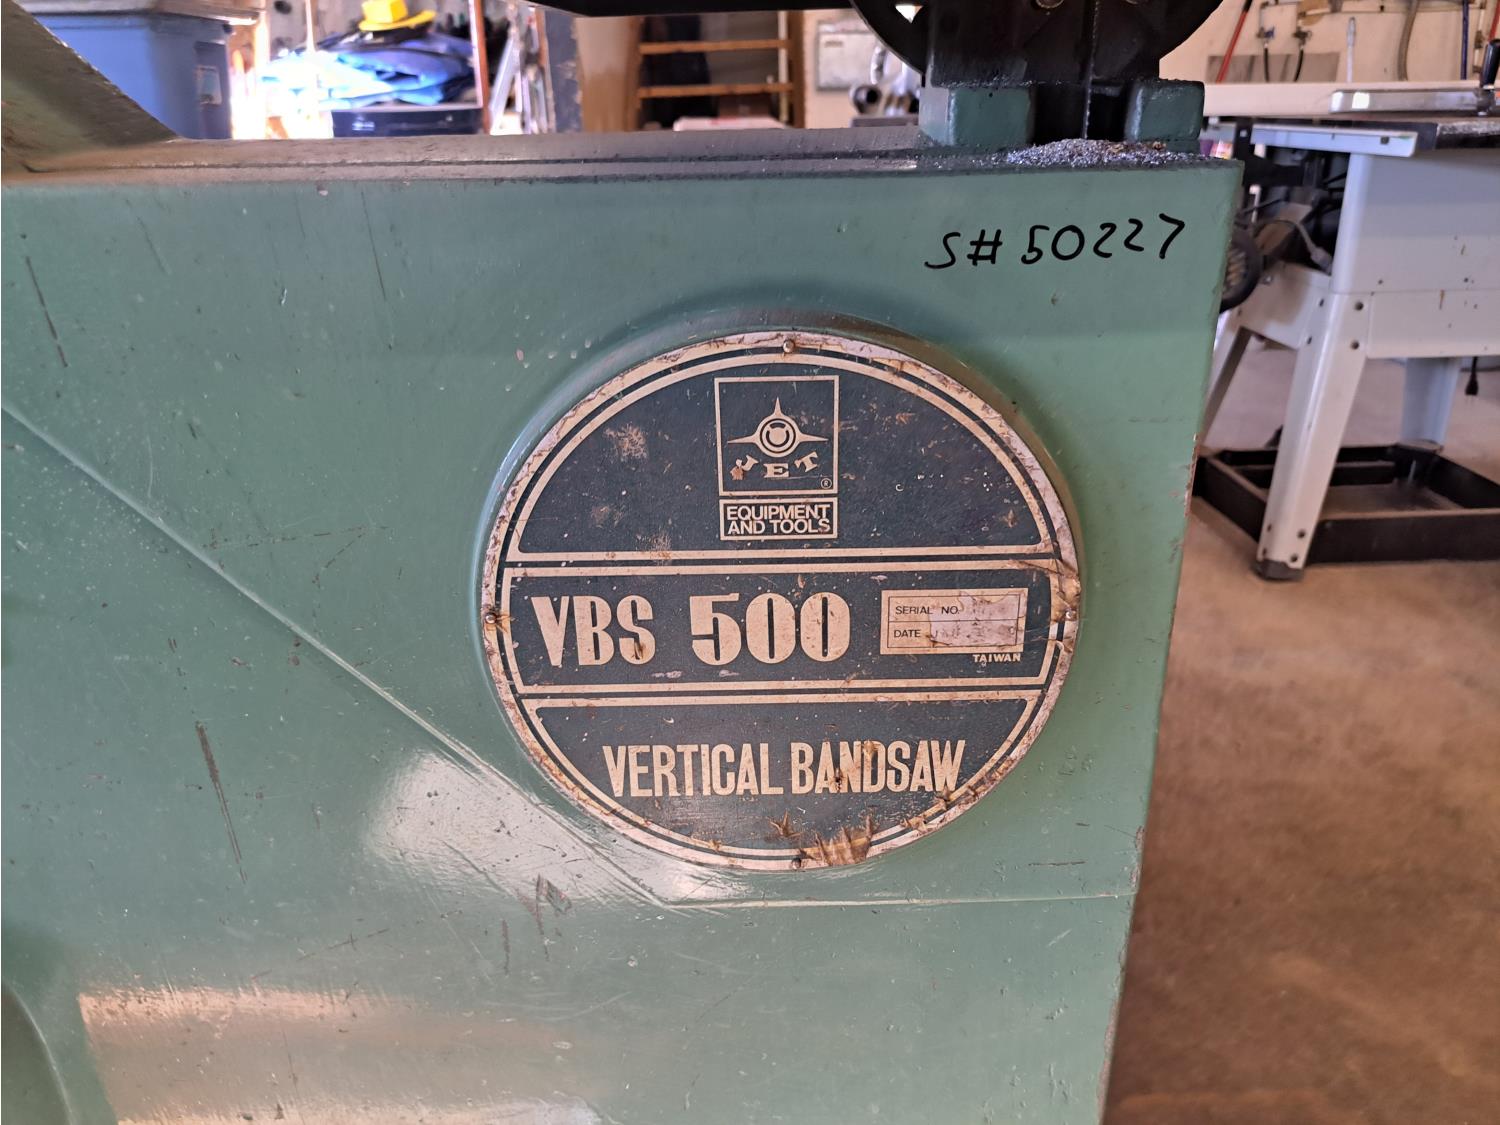 S# 50227
JET
®
EQUIPMENT
AND TOOLS
VBS 500
SERIAL NO.
DATE
TAIWAN
VERTICAL BANDSAW